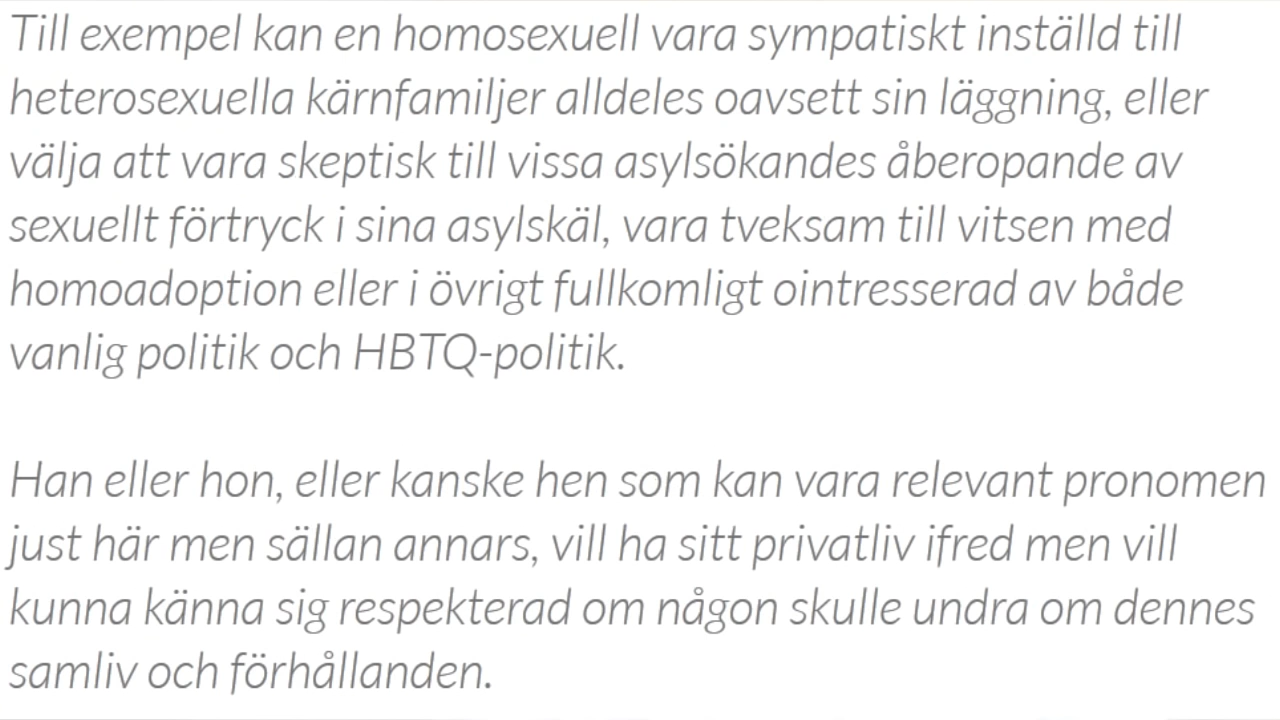 Till exempel kan en homosexuell vara sympatiskt inställd till
heterosexuella kärnfamiljer alldeles oavsett sin läggning, eller
välja att vara skeptisk till vissa asylsökandes åberopande av
sexuellt förtryck i sina asylskäl, vara tveksam till vitsen med
homoadoption eller i övrigt fullkomligt ointresserad av både
vanlig politik och HBTQ-politik.
Han eller hon, eller kanske hen som kan vara relevant pronomen
just här men sällan annars, vill ha sitt privatliv ifred men vill
kunna känna sig respekterad om någon skulle undra om dennes
samliv och förhållanden.